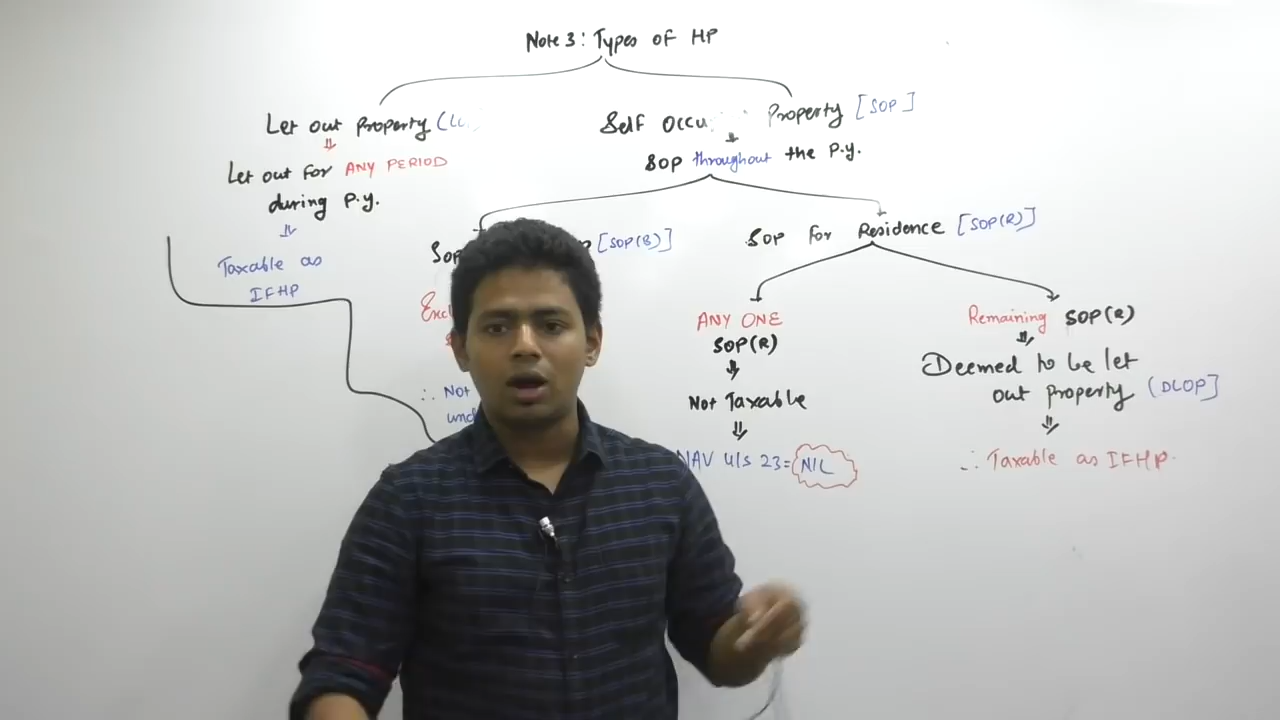 Note 3: Types of HP
Let out Property
Let out for ANY PERIOD
during P.y.
Taxable as
IFHP
Self Occu Property [SOP]
SOP throughout the P.y.
SOP [SOP(B)]
∴ Not
SOP for Residence [SOP(R)]
ANY ONE
SOP(R)
Not Taxable
NAV u/s 23= NIL
Remaining SOP(R)
Deemed to be let
out Property (DLOP]
∴ Taxable as IFHP.